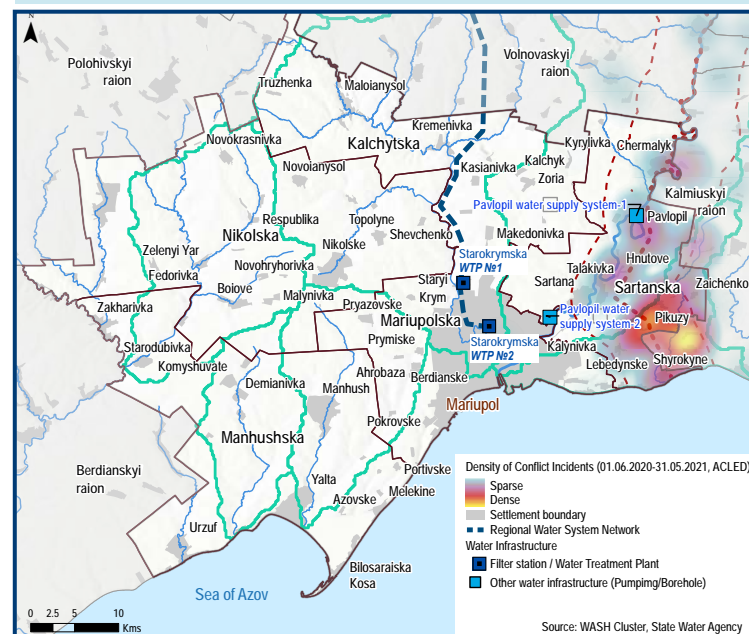 N
Polohivskyi
raion
Volnovaskyi
raion
Truzhenka
Maloianysol
Kremenivka
Kalchytska
Novokrasnivka
Novoianysol
Kasianivka
Kalchyk
Zoria
Kyrylivka
Chermalyk
Kalmiuskyi
raion
Pavlopil water supply system-1
Pavlopil
Respublika
Topolyne
Shevchenko
Makedonivka
Nikolska
Nikolske
Hnutove
Zelenyi Yar
Fedorivka
Novohryhorivka
Boiove
Malynivka
Starokrymska
WTP №1
Talakivka
Sartana
Sartanska
Zaichenko
Staryi
Krym
Zakharivka
Pryazovske
Mariupolska
Pavlopil water
supply system-2
Pikuzy
Prymiske
Starokrymska
WTP №2
Kalynivka
Shyrokyne
Lebedynske
Starodubivka
Komyshuvate
Ahrobaza
Berdianske
Demianivka
Manhush
Mariupol
Pokrovske
Manhushska
Berdianskyi
raion
Portivske
Melekine
Yalta
Azovske
Urzuf
Bilosaraiska
Kosa
Sea of Azov
0 2.5 5 10
Kms
Density of Conflict Incidents (01.06.2020-31.05.2021, ACLED)
Sparse
Dense
Settlement boundary
Regional Water System Network
Water Infrastructure
Filter station / Water Treatment Plant
Other water infrastructure (Pumpimg/Borehole)
Source: WASH Cluster, State Water Agency